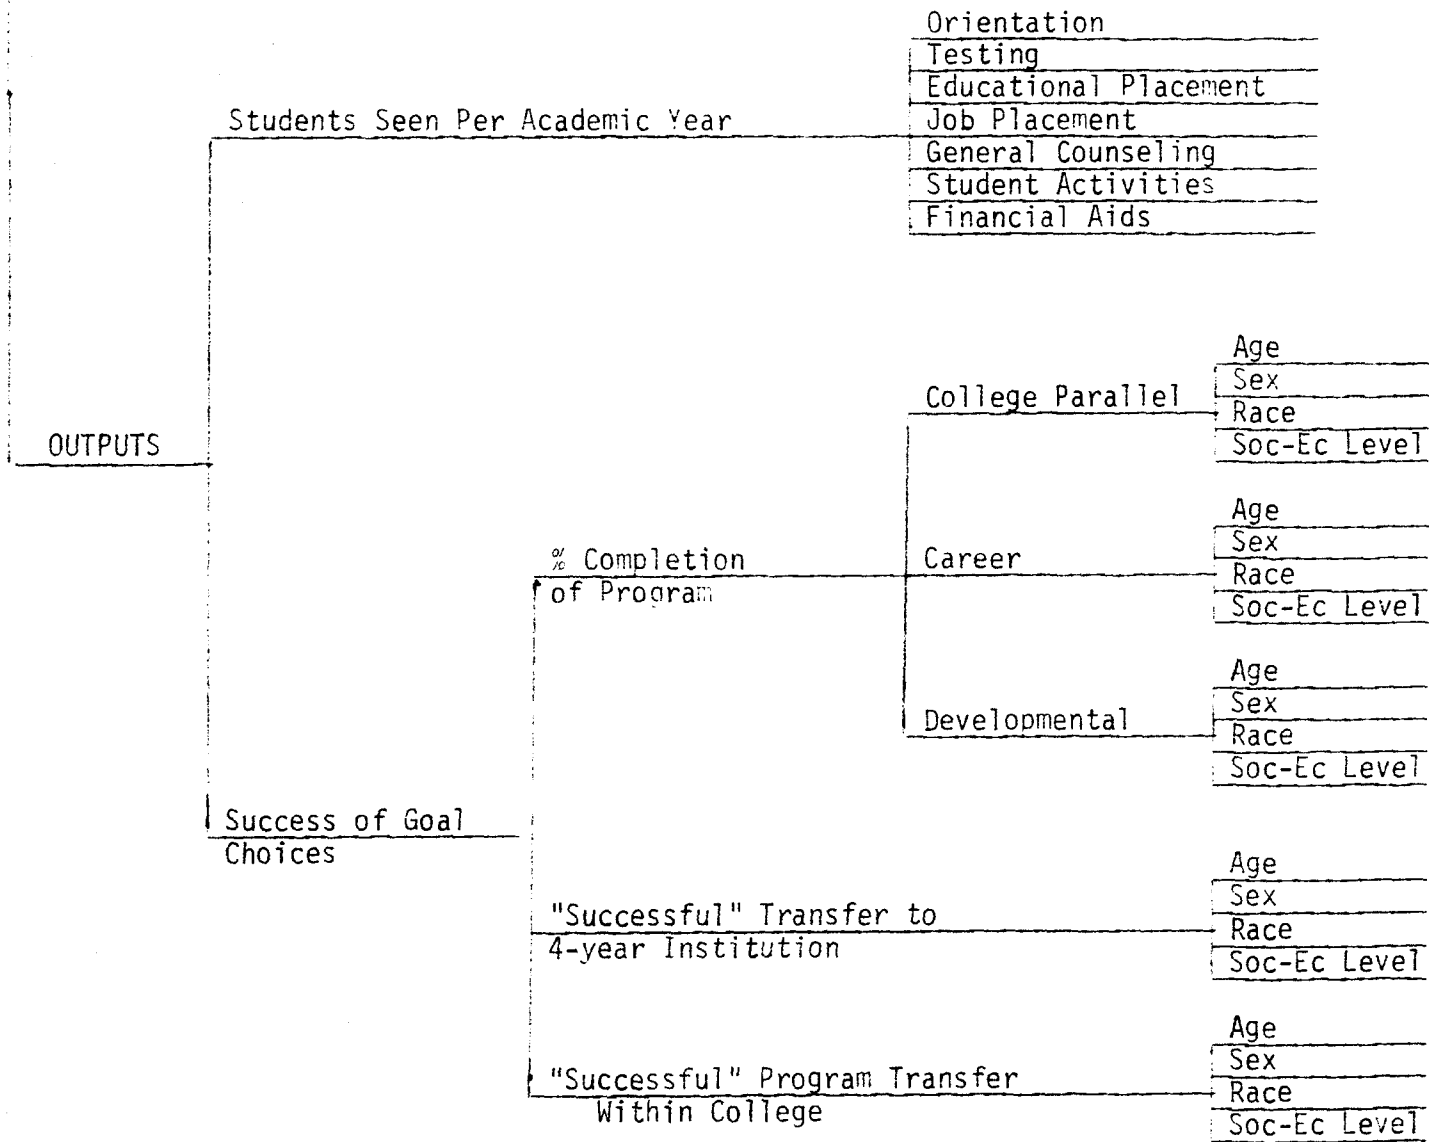 Orientation
Testing
Educational Placement
Students Seen Per Academic Year
Job Placement
General Counseling
Student Activities
Financial Aids
OUTPUTS
Age
Sex
College Parallel
Race
Soc-Ec Level
% Completion
of Program
Age
Sex
Career
Race
Soc-Ec Level
Age
Sex
Developmental
Race
Soc-Ec Level
Success of Goal
Choices
Age
Sex
"Successful" Transfer to
4-year Institution
Race
Soc-Ec Level
Age
Sex
"Successful" Program Transfer
Within College
Race
Soc-Ec Level